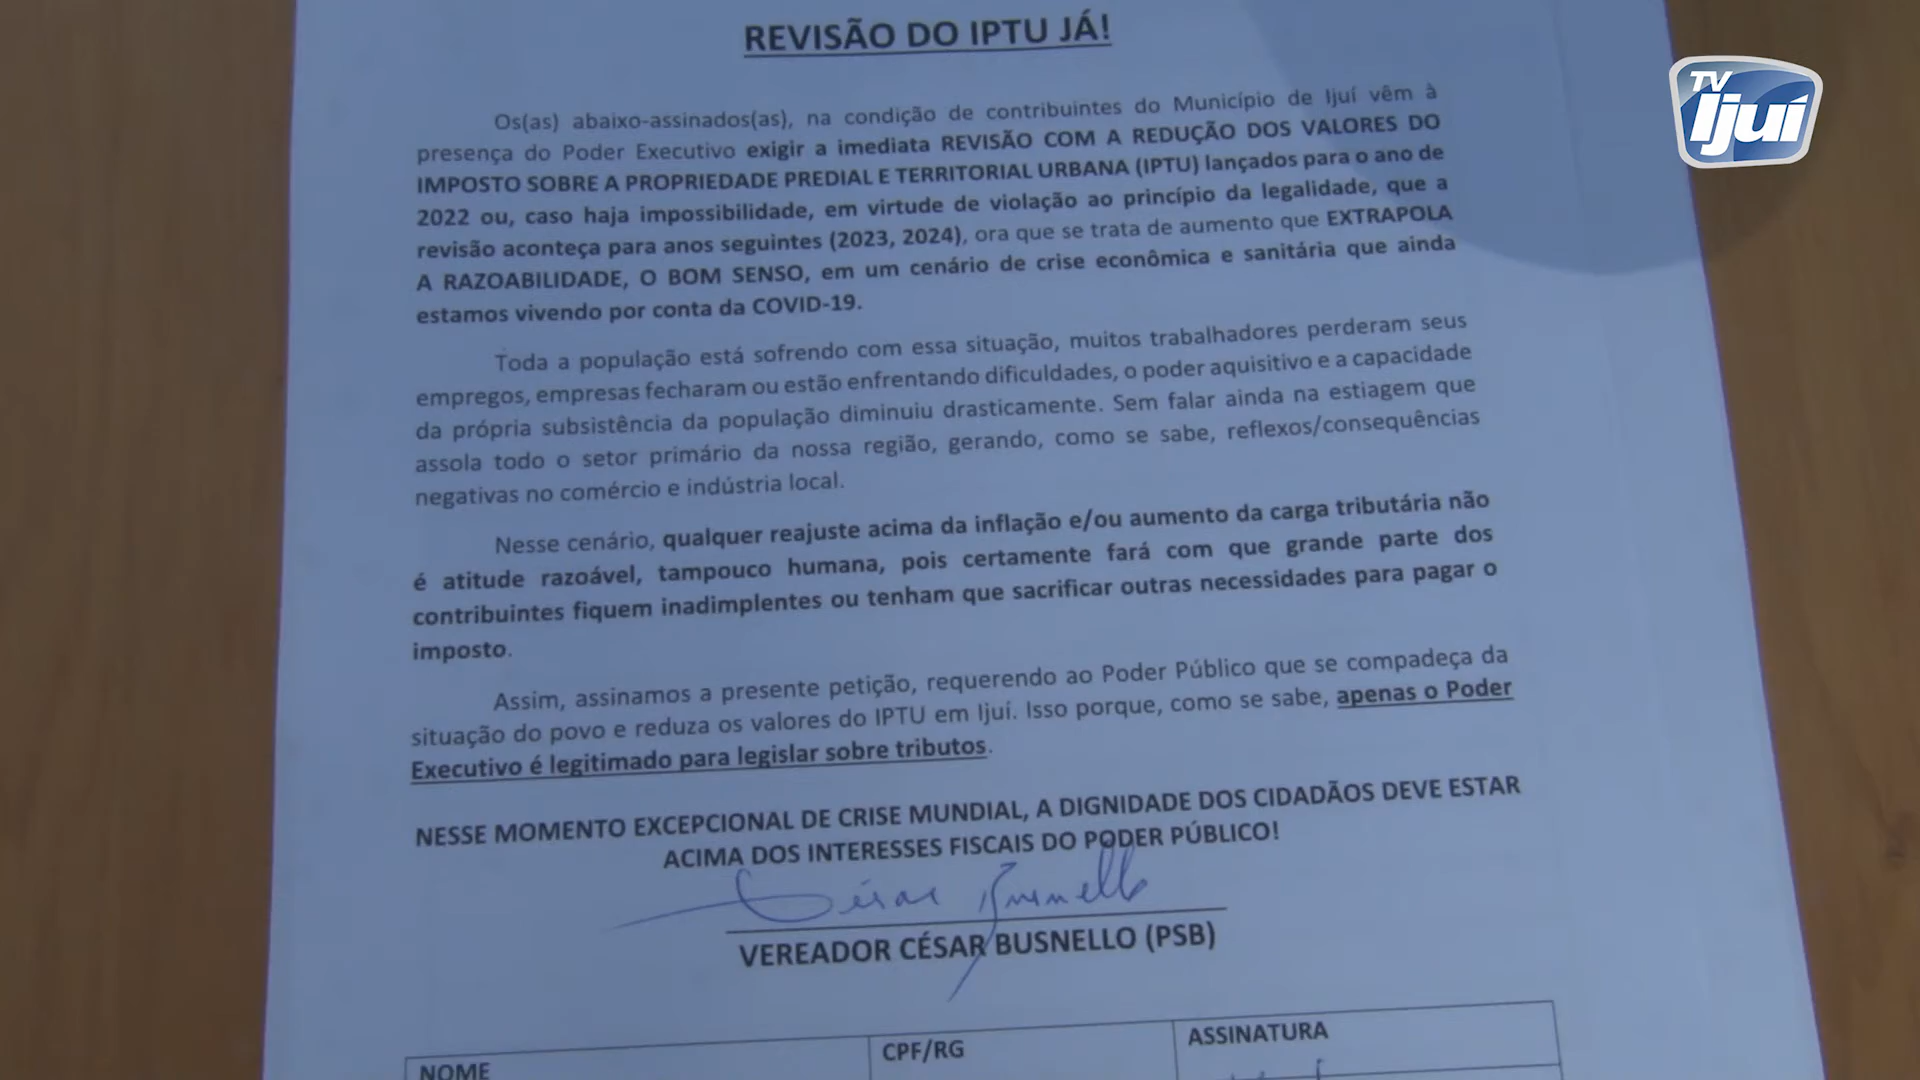 REVISÃO DO IPTU JÁ!
TV
Ijuí
Os(as) abaixo-assinados(as), na condição de contribuintes do Município de Ijuí vêm à
presença do Poder Executivo exigir a imediata REVISÃO COM A REDUÇÃO DOS VALORES DO
IMPOSTO SOBRE A PROPRIEDADE PREDIAL E TERRITORIAL URBANA (IPTU) lançados para o ano de
2022 ou, caso haja impossibilidade, em virtude de violação ao princípio da legalidade, que a
revisão aconteça para anos seguintes (2023, 2024), ora que se trata de aumento que EXTRAPOLA
A RAZOABILIDADE, O BOM SENSO, em um cenário de crise econômica e sanitária que ainda
estamos vivendo por conta da COVID-19.
Toda a população está sofrendo com essa situação, muitos trabalhadores perderam seus
empregos, empresas fecharam ou estão enfrentando dificuldades, o poder aquisitivo e a capacidade
da própria subsistência da população diminuiu drasticamente. Sem falar ainda na estiagem que
assola todo o setor primário da nossa região, gerando, como se sabe, reflexos/consequências
negativas no comércio e indústria local.
Nesse cenário, qualquer reajuste acima da inflação e/ou aumento da carga tributária não
é atitude razoável, tampouco humana, pois certamente fará com que grande parte dos
contribuintes fiquem inadimplentes ou tenham que sacrificar outras necessidades para pagar o
imposto.
Assim, assinamos a presente petição, requerendo ao Poder Público que se compadeça da
situação do povo e reduza os valores do IPTU em Ijuí. Isso porque, como se sabe, apenas o Poder
Executivo é legitimado para legislar sobre tributos.
NESSE MOMENTO EXCEPCIONAL DE CRISE MUNDIAL, A DIGNIDADE DOS CIDADÃOS DEVE ESTAR
ACIMA DOS INTERESSES FISCAIS DO PODER PÚBLICO!
César Busnello
VEREADOR CÉSAR BUSNELLO (PSB)
NOME CPF/RG ASSINATURA